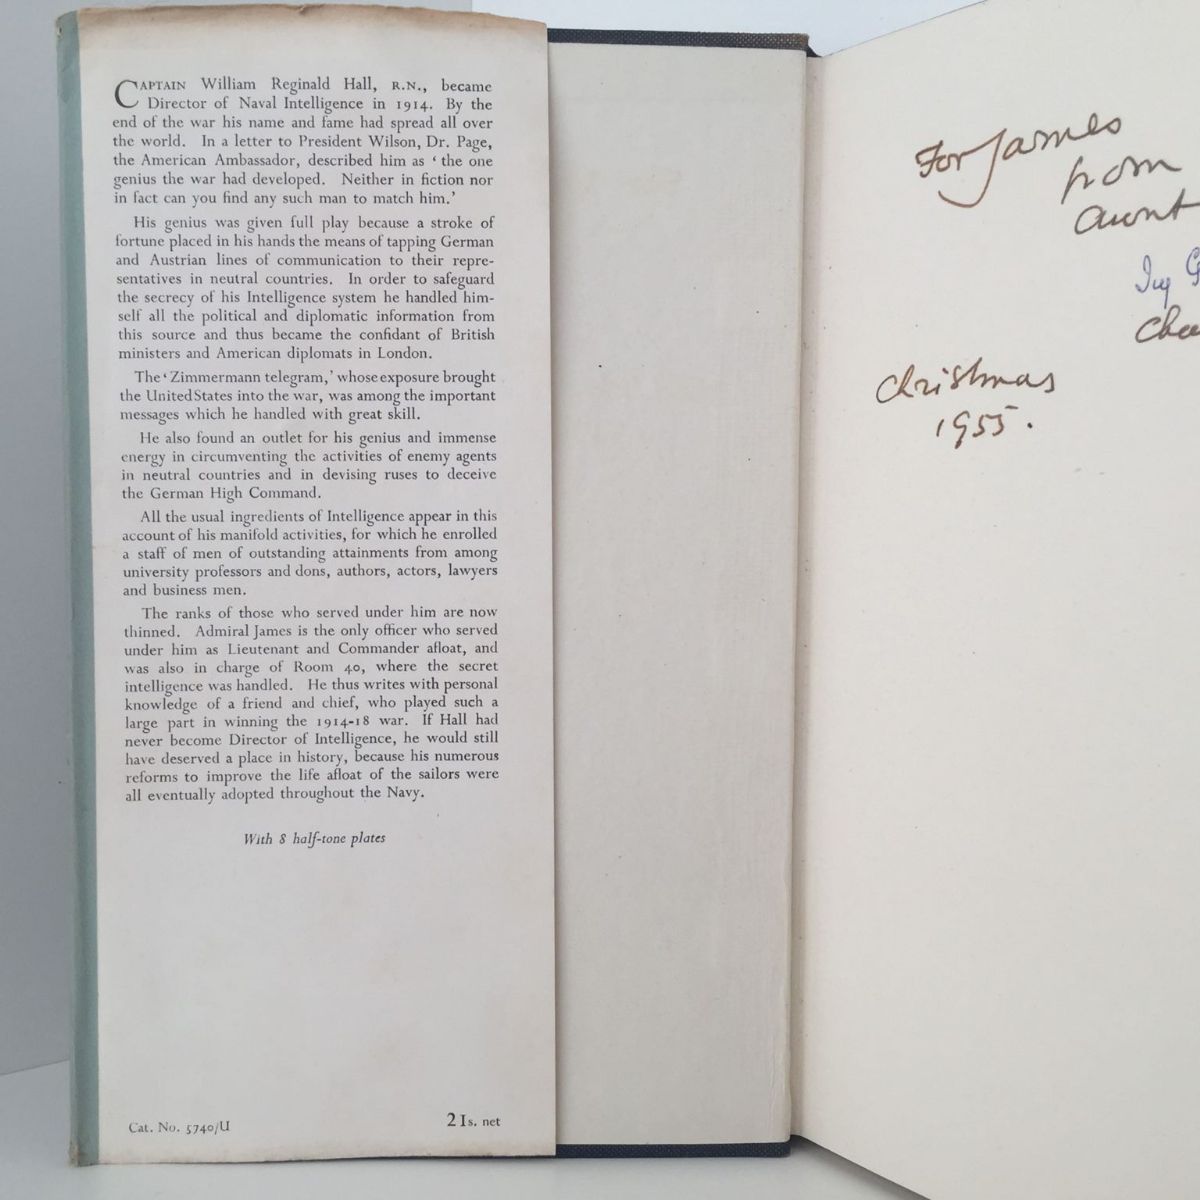 CAPTAIN William Reginald Hall, R.N., became
Director of Naval Intelligence in 1914. By the
end of the war his name and fame had spread all over
the world. In a letter to President Wilson, Dr. Page,
the American Ambassador, described him as ‘ the one
genius the war had developed. Neither in fiction nor
in fact can you find any such man to match him.’
His genius was given full play because a stroke of
fortune placed in his hands the means of tapping German
and Austrian lines of communication to their repre-
sentatives in neutral countries. In order to safeguard
the secrecy of his Intelligence system he handled him-
self all the political and diplomatic information from
this source and thus became the confidant of British
ministers and American diplomats in London.
The ‘ Zimmermann telegram,’ whose exposure brought
the United States into the war, was among the important
messages which he handled with great skill.
He also found an outlet for his genius and immense
energy in circumventing the activities of enemy agents
in neutral countries and in devising ruses to deceive
the German High Command.
All the usual ingredients of Intelligence appear in this
account of his manifold activities, for which he enrolled
a staff of men of outstanding attainments from among
university professors and dons, authors, actors, lawyers
and business men.
The ranks of those who served under him are now
thinned. Admiral James is the only officer who served
under him as Lieutenant and Commander afloat, and
was also in charge of Room 40, where the secret
intelligence was handled. He thus writes with personal
knowledge of a friend and chief, who played such a
large part in winning the 1914-18 war. If Hall had
never become Director of Intelligence, he would still
have deserved a place in history, because his numerous
reforms to improve the life afloat of the sailors were
all eventually adopted throughout the Navy.
With 8 half-tone plates
Cat. No. 5740/U
21s. net
For James
from
Aunt
Ivy G
Christmas
1955.